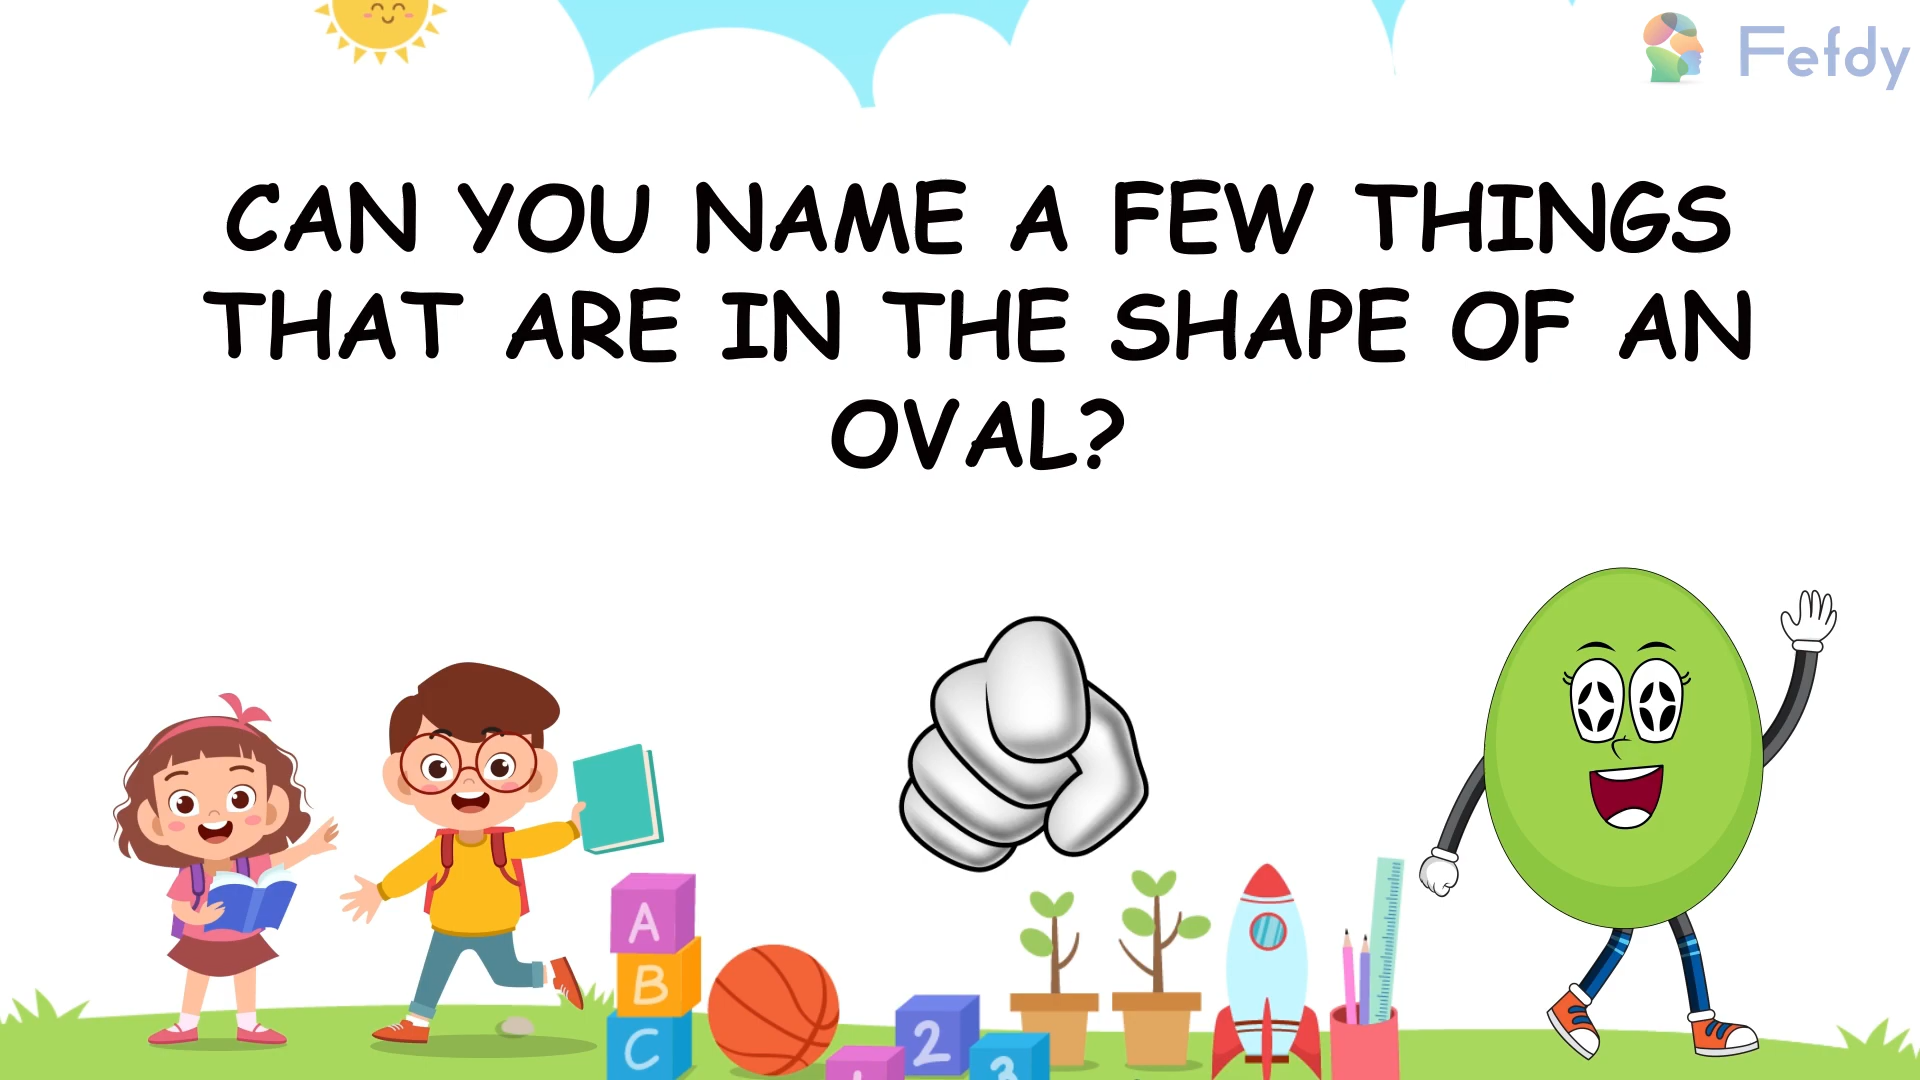 Fefdy
CAN YOU NAME A FEW THINGS
THAT ARE IN THE SHAPE OF AN
OVAL?
A
B
C
2
3